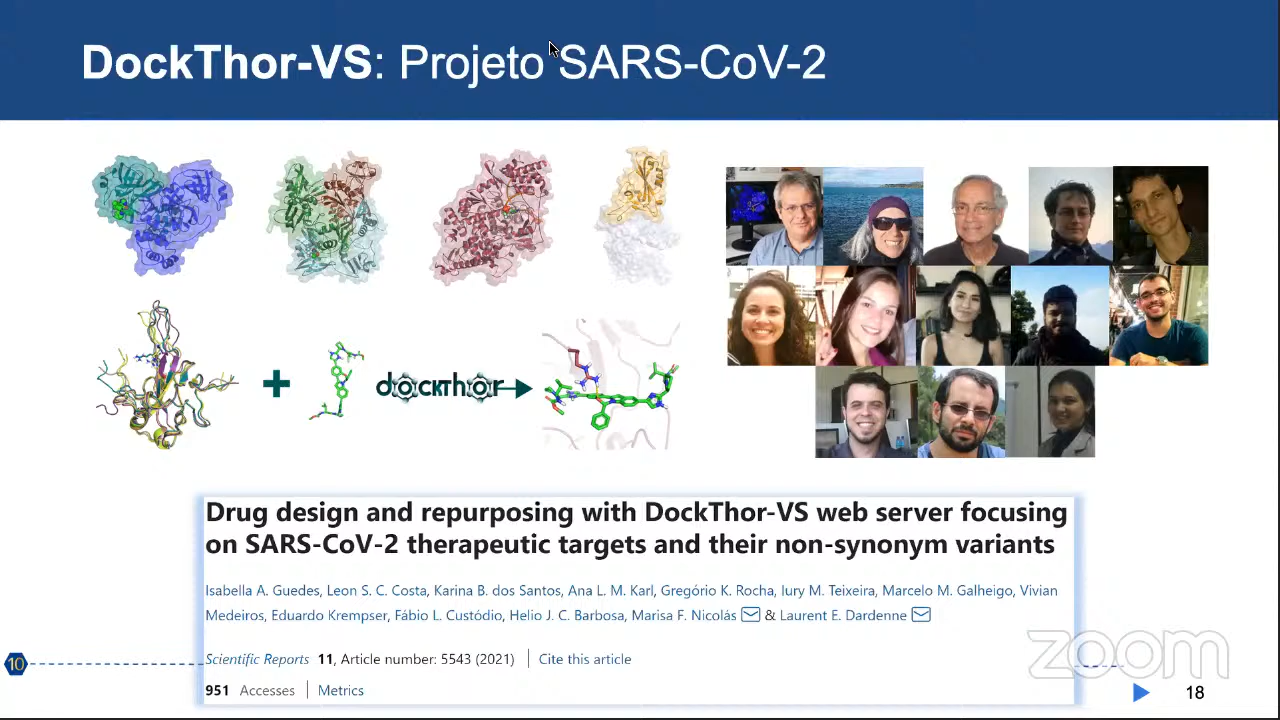 DockThor-VS: Projeto SARS-CoV-2
+
dockthor
Drug design and repurposing with DockThor-VS web server focusing
on SARS-CoV-2 therapeutic targets and their non-synonym variants
Isabella A. Guedes, Leon S. C. Costa, Karina B. dos Santos, Ana L. M. Karl, Gregório K. Rocha, Iury M. Teixeira, Marcelo M. Galheigo, Vivian
Medeiros, Eduardo Krempser, Fábio L. Custódio, Helio J. C. Barbosa, Marisa F. Nicolás & Laurent E. Dardenne
Scientific Reports 11, Article number: 5543 (2021) | Cite this article
951 Accesses | Metrics
10
zoom
18